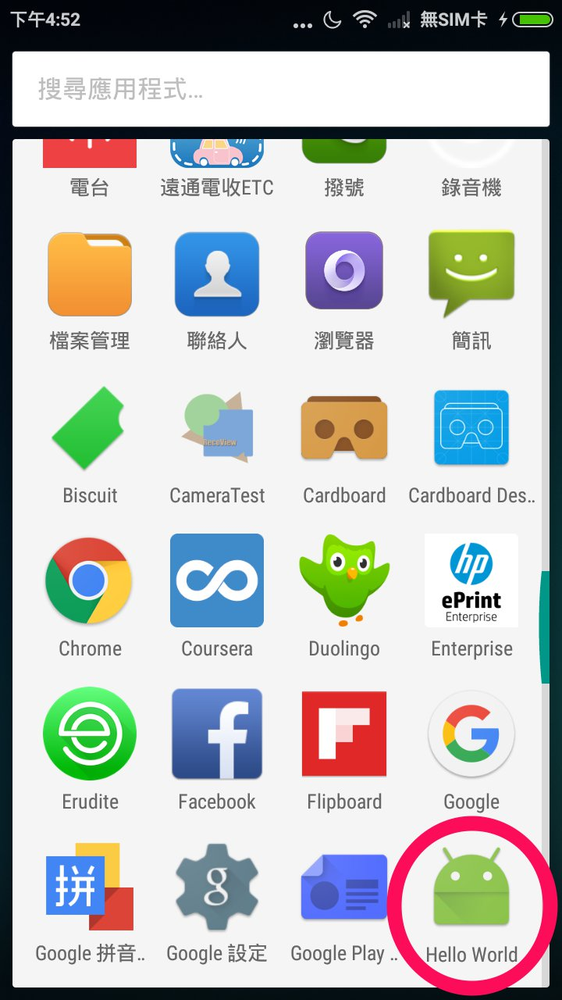 下午4:52
無SIM卡
搜尋應用程式...
電台
遠通電收ETC
撥號
錄音機
檔案管理
聯絡人
瀏覽器
簡訊
RecoView
Biscuit
CameraTest
Cardboard
Cardboard Des..
hp
ePrint
Enterprise
Chrome
Coursera
Duolingo
Enterprise
Erudite
Facebook
Flipboard
Google
拼
g
Google 拼音..
Google 設定
Google Play ..
Hello World